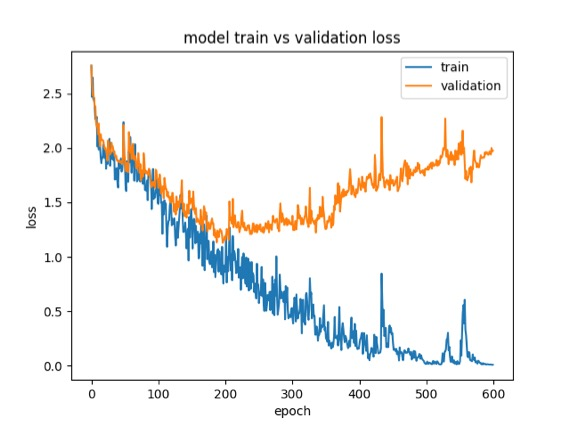 model train vs validation loss
train
validation
2.5
2.0
1.5
1.0
0.5
0.0
loss
0 100 200 300 400 500 600
epoch